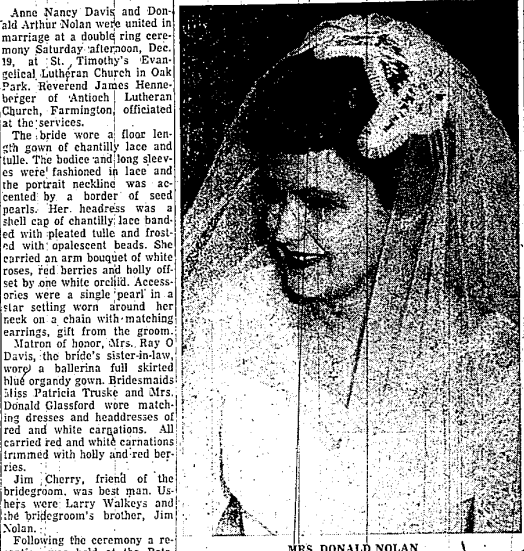 Anne Nancy Davis and Don-
ald Arthur Nolan were united in
marriage at a double ring cere-
mony Saturday afternoon, Dec.
19, at St. Timothy's Evan-
gelical Lutheran Church in Oak
Park. Reverend James Henne-
berger of Antioch Lutheran
Church, Farmington, officiated
at the services.
The bride wore a floor len-
gth gown of chantilly lace and
tulle. The bodice and long sleev-
es were fashioned in lace and
the portrait neckline was ac-
cented by a border of seed
pearls. Her headress was a
shell cap of chantilly lace band-
ed with pleated tulle and frost-
ed with opalescent beads. She
carried an arm bouquet of white
roses, red berries and holly off-
set by one white orchid. Access-
ories were a single pearl in a
star setting worn around her
neck on a chain with matching
earrings, gift from the groom.
Matron of honor, Mrs. Ray O
Davis, the bride's sister-in-law,
wore a ballerina full skirted
blue organdy gown. Bridesmaids
Miss Patricia Truske and Mrs.
Donald Glassford wore match-
ing dresses and headdresses of
red and white carnations. All
carried red and white carnations
trimmed with holly and red ber-
ries.
Jim Cherry, friend of the
bridegroom, was best man. Us-
hers were Larry Walkeys and
the bridegroom's brother, Jim
Nolan.
Following the ceremony a re-
MRS. DONALD NOLAN